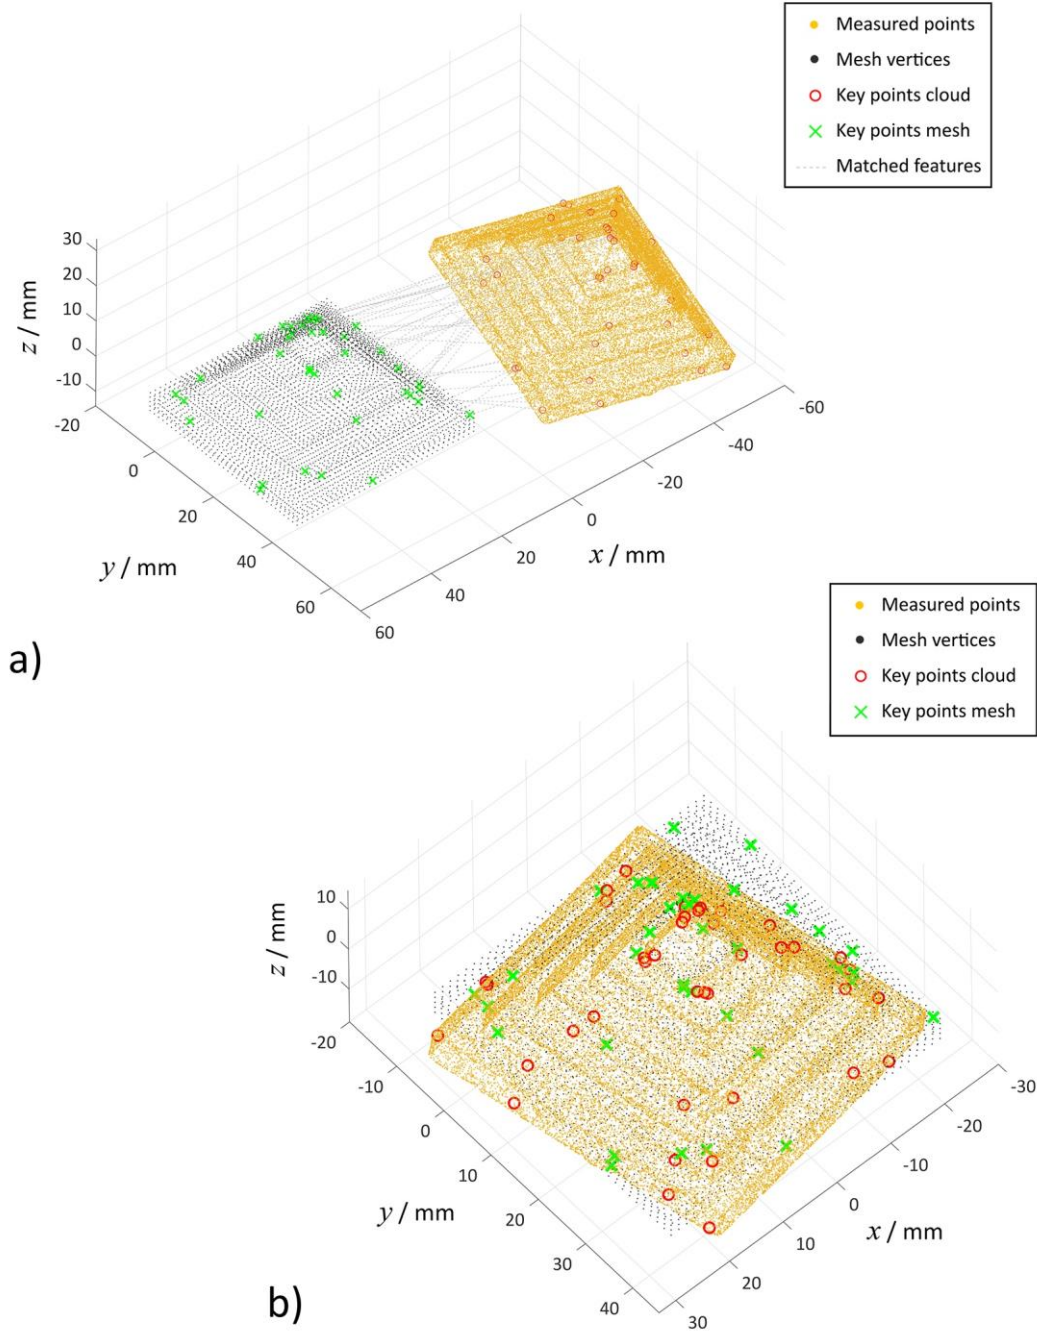 Measured points
Mesh vertices
Key points cloud
Key points mesh
Matched features
30
20
10
0
-10
-20
z / mm
0
20
40
60
y / mm
-60
-40
-20
0
20
40
60
x / mm
a)
Measured points
Mesh vertices
Key points cloud
Key points mesh
10
0
-10
-20
z / mm
-10
0
10
20
30
40
y / mm
-30
-20
-10
0
10
20
30
x / mm
b)